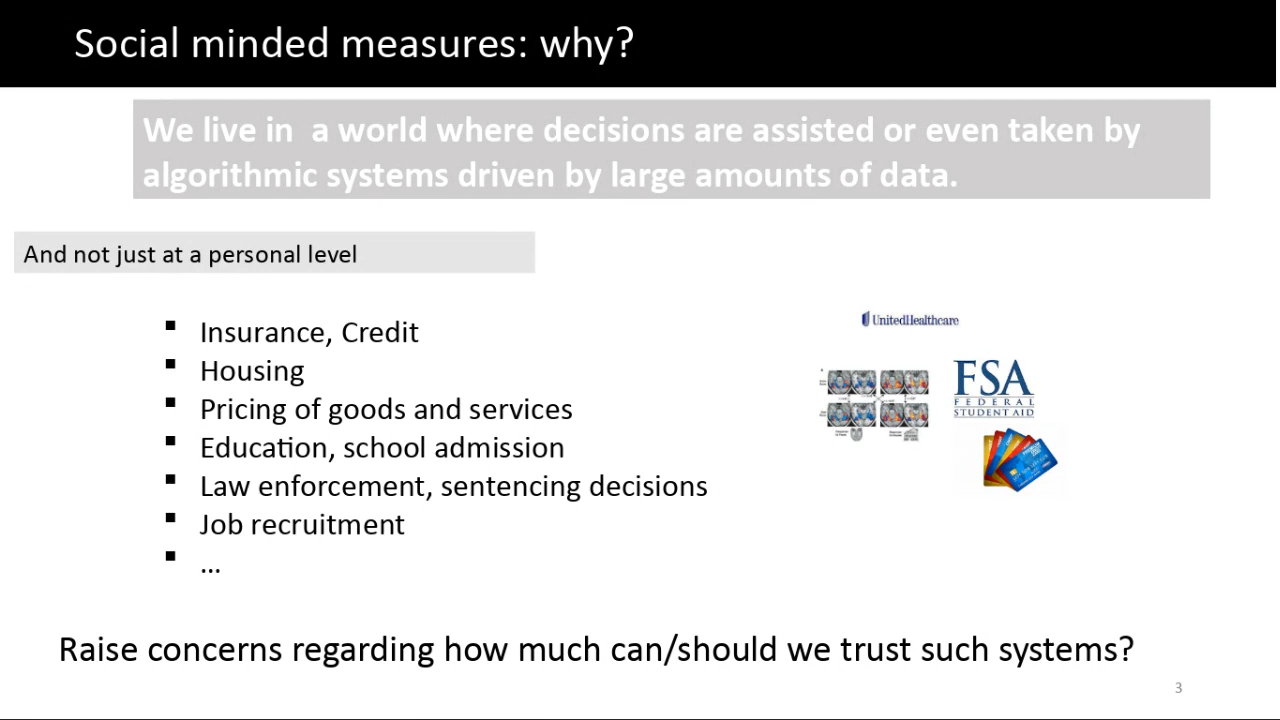 Social minded measures: why?
We live in  a world where decisions are assisted or even taken by
algorithmic systems driven by large amounts of data.
And not just at a personal level
▪ Insurance, Credit
▪ Housing
▪ Pricing of goods and services
▪ Education, school admission
▪ Law enforcement, sentencing decisions
▪ Job recruitment
▪ ...
UnitedHealthcare
FSA
FEDERAL
STUDENT AID
Raise concerns regarding how much can/should we trust such systems?
3